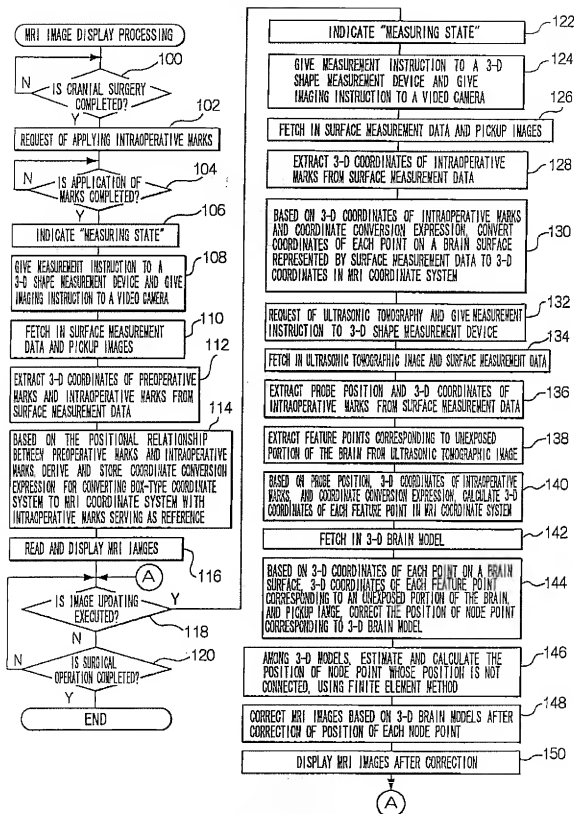 MRI IMAGE DISPLAY PROCESSING
100
N
IS CRANIAL SURGERY
COMPLETED?
Y
102
REQUEST OF APPLYING INTRAOPERATIVE MARKS
104
N
IS APPLICATION OF
MARKS COMPLETED?
Y
106
INDICATE "MEASURING STATE"
108
GIVE MEASUREMENT INSTRUCTION TO A
3-D SHAPE MEASUREMENT DEVICE AND GIVE
IMAGING INSTRUCTION TO A VIDEO CAMERA
110
FETCH IN SURFACE MEASUREMENT
DATA AND PICKUP IMAGES
112
EXTRACT 3-D COORDINATES OF PREOPERATIVE
MARKS AND INTRAOPERATIVE MARKS FROM
SURFACE MEASUREMENT DATA
114
BASED ON THE POSITIONAL RELATIONSHIP
BETWEEN PREOPERATIVE MARKS AND INTRAOPERATIVE
MARKS, DERIVE AND STORE COORDINATE CONVERSION
EXPRESSION FOR CONVERTING BOX-TYPE COORDINATE
SYSTEM TO MRI COORDINATE SYSTEM WITH
INTRAOPERATIVE MARKS SERVING AS REFERENCE
READ AND DISPLAY MRI IAMGES
116
A
IS IMAGE UPDATING
EXECUTED?
Y
118
N
120
N
IS SURGICAL
OPERATION COMPLETED?
Y
END
INDICATE "MEASURING STATE"
122
124
GIVE MEASUREMENT INSTRUCTION TO A 3-D
SHAPE MEASUREMENT DEVICE AND GIVE
IMAGING INSTRUCTION TO A VIDEO CAMERA
126
FETCH IN SURFACE MEASUREMENT DATA AND PICKUP IMAGES
EXTRACT 3-D COORDINATES OF INTRAOPERATIVE
MARKS FROM SURFACE MEASUREMENT DATA
128
BASED ON 3-D COORDINATES OF INTRAOPERATIVE MARKS
AND COORDINATE CONVERSION EXPRESSION, CONVERT
COORDINATES OF EACH POINT ON A BRAIN SURFACE
REPRESENTED BY SURFACE MEASUREMENT DATA TO 3-D
COORDINATES IN MRI COORDINATE SYSTEM
130
REQUEST OF ULTRASONIC TOMOGRAPHY AND GIVE MEASUREMENT
INSTRUCTION TO 3-D SHAPE MEASUREMENT DEVICE
132
134
FETCH IN ULTRASONIC TOMOGRAPHIC IMAGE AND SURFACE MEASUREMENT DATA
EXTRACT PROBE POSITION AND 3-D COORDINATES OF
INTRAOPERATIVE MARKS FROM SURFACE MEASUREMENT DATA
136
EXTRACT FEATURE POINTS CORRESPONDING TO UNEXPOSED
PORTION OF THE BRAIN FROM ULTRASONIC TOMOGRAPHIC IMAGE
138
BASED ON PROBE POSITION, 3-D COORDINATES OF INTRAOPERATIVE
MARKS, AND COORDINATE CONVERSION EXPRESSION, CALCULATE 3-D
COORDINATES OF EACH FEATURE POINT IN MRI COORDINATE SYSTEM
140
142
FETCH IN 3-D BRAIN MODEL
BASED ON 3-D COORDINATES OF EACH POINT ON A BRAIN
SURFACE, 3-D COORDINATES OF EACH FEATURE POINT
CORRESPONDING TO AN UNEXPOSED PORTION OF THE BRAIN,
AND PICKUP IAMGE, CORRECT THE POSITION OF NODE POINT
CORRESPONDING TO 3-D BRAIN MODEL
144
AMONG 3-D MODELS, ESTIMATE AND CALCULATE THE
POSITION OF NODE POINT WHOSE POSITION IS NOT
CONNECTED, USING FINITE ELEMENT METHOD
146
148
CORRECT MRI IMAGES BASED ON 3-D BRAIN MODELS AFTER
CORRECTION OF POSITION OF EACH NODE POINT
DISPLAY MRI IMAGES AFTER CORRECTION
150
A